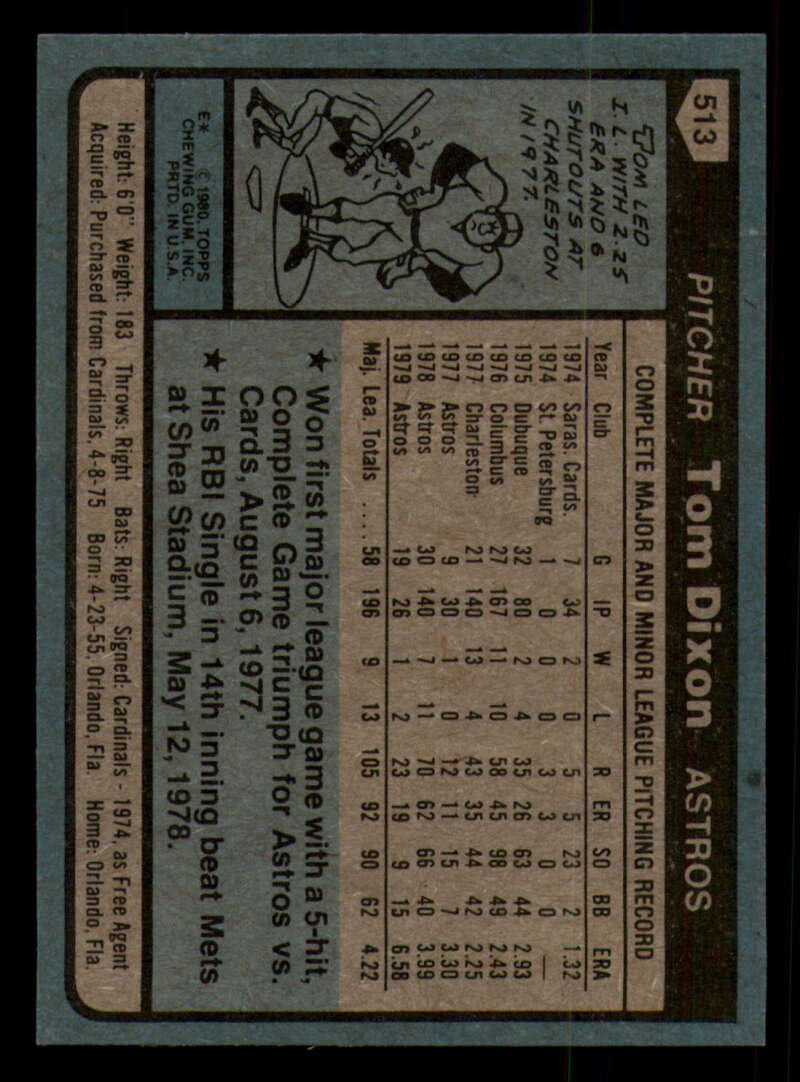 513
PITCHER Tom Dixon ASTROS
TOM LED
I.L. WITH 2.25
ERA AND 6
SHUTOUTS AT
CHARLESTON
IN 1977.
E* © 1980 TOPPS
CHEWING GUM, INC.
PRTD. IN U.S.A.
COMPLETE MAJOR AND MINOR LEAGUE PITCHING RECORD
Year Club G IP W L R ER SO BB ERA
1974 Saras. Cards. 7 34 2 0 5 5 23 2 1.32
1974 St. Petersburg 1 0 0 0 3 3 0 0 —
1975 Dubuque 32 80 2 4 35 26 63 44 2.93
1976 Columbus 27 167 11 10 58 45 98 49 2.43
1977 Charleston 21 140 13 4 43 35 44 42 2.25
1977 Astros 9 30 1 0 12 11 15 7 3.30
1978 Astros 30 140 7 11 70 62 66 40 3.99
1979 Astros 19 26 1 2 23 19 9 15 6.58
Maj. Lea. Totals .... 58 196 9 13 105 92 90 62 4.22
★ Won first major league game with a 5-hit,
Complete Game triumph for Astros vs.
Cards, August 6, 1977.
★ His RBI Single in 14th inning beat Mets
at Shea Stadium, May 12, 1978.
Height: 6'0" Weight: 183 Throws: Right Bats: Right Signed: Cardinals - 1974, as Free Agent
Acquired: Purchased from Cardinals, 4-8-75 Born: 4-23-55, Orlando, Fla. Home: Orlando, Fla.